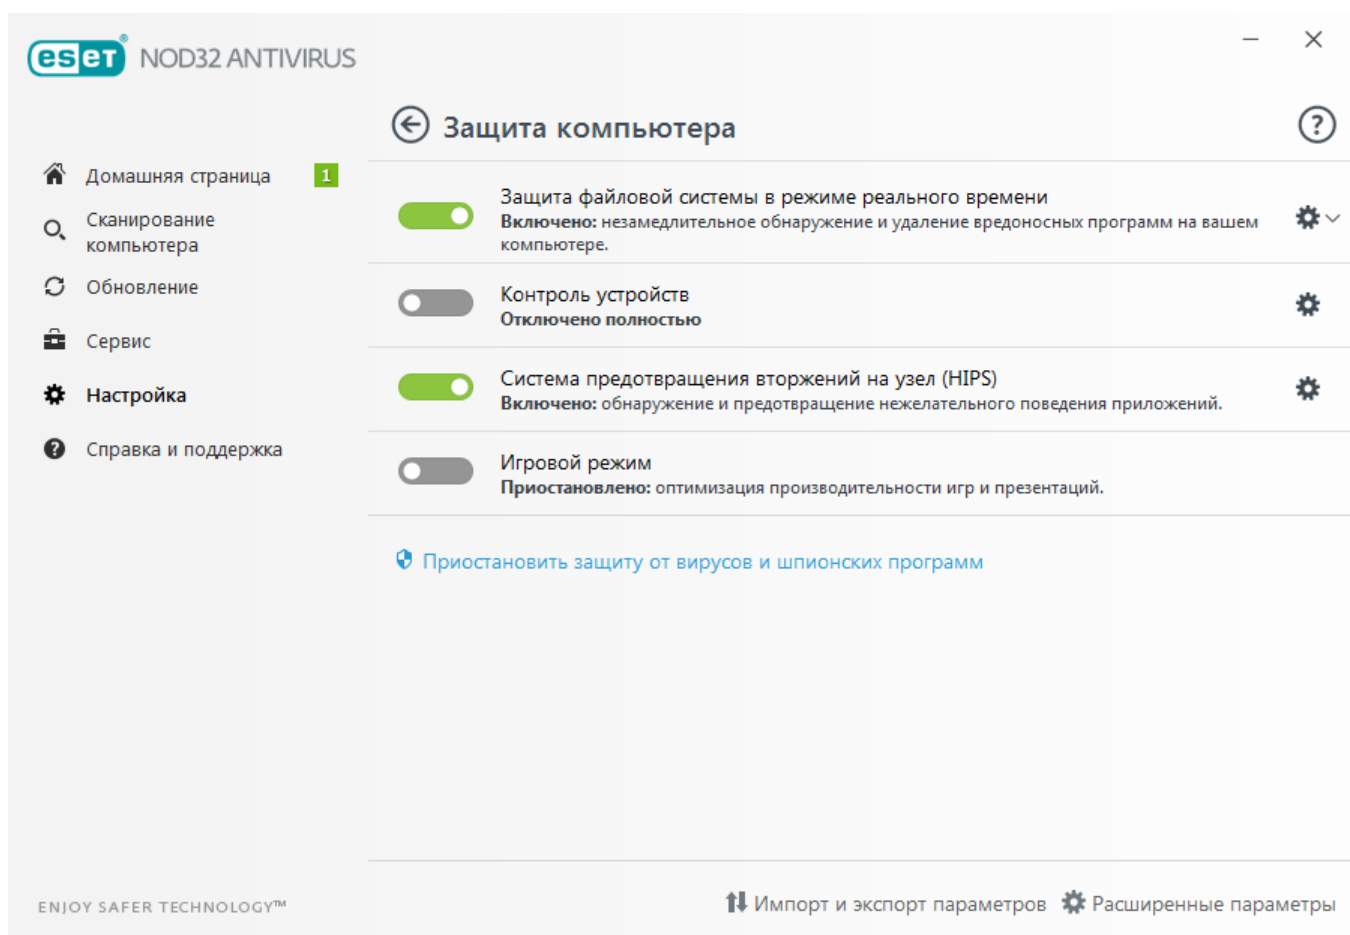 eset® NOD32 ANTIVIRUS
Защита компьютера
?
Домашняя страница 1
Сканирование
компьютера
Обновление
Сервис
Настройка
Справка и поддержка
Защита файловой системы в режиме реального времени
Включено: незамедлительное обнаружение и удаление вредоносных программ на вашем
компьютере.
Контроль устройств
Отключено полностью
Система предотвращения вторжений на узел (HIPS)
Включено: обнаружение и предотвращение нежелательного поведения приложений.
Игровой режим
Приостановлено: оптимизация производительности игр и презентаций.
Приостановить защиту от вирусов и шпионских программ
ENJOY SAFER TECHNOLOGY™
Импорт и экспорт параметров Расширенные параметры